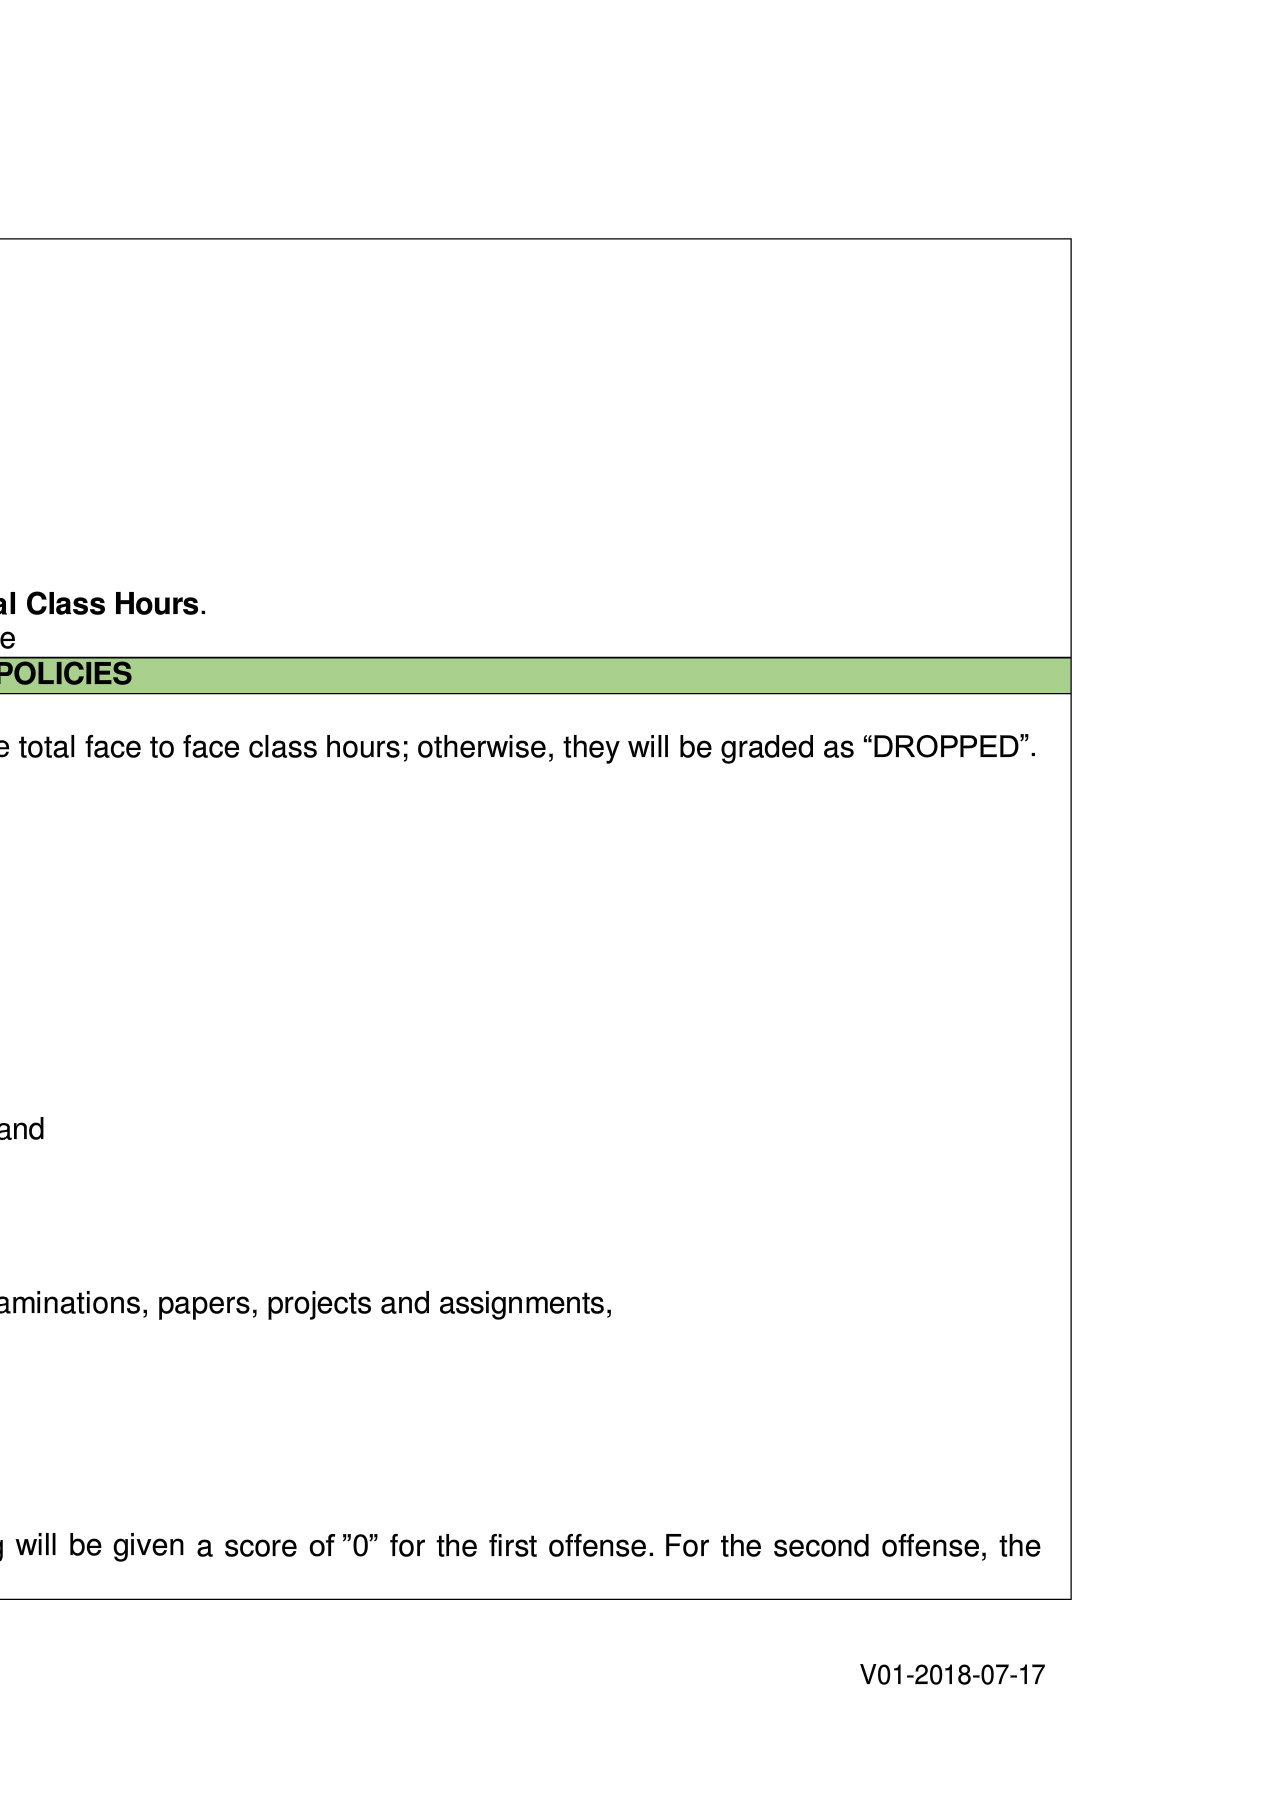 al Class Hours.
e
POLICIES
e total face to face class hours; otherwise, they will be graded as “DROPPED”.
and
aminations, papers, projects and assignments,
g will be given a score of ”0” for the first offense. For the second offense, the
V01-2018-07-17